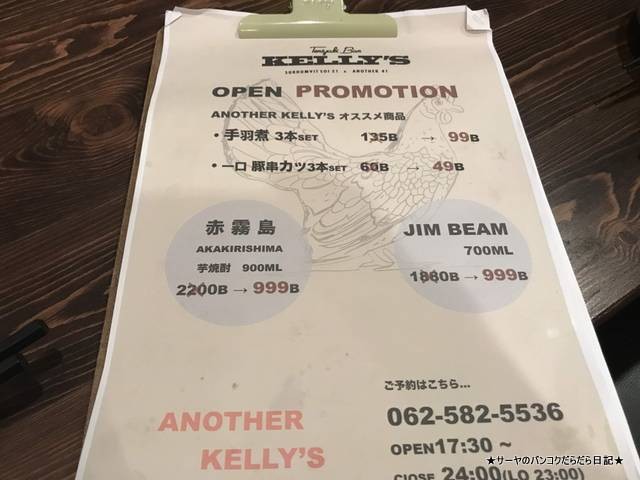 Teriyaki Bar
KELLY'S
SUKHUMVIT SOI 21 x ANOTHER 41
OPEN PROMOTION
ANOTHER KELLY'S オススメ商品
・手羽煮 3本SET 135B → 99B
・一口 豚串カツ3本SET 60B → 49B
赤霧島
AKAKIRISHIMA
芋焼酎 900ML
2200B → 999B
JIM BEAM
700ML
1800B → 999B
ANOTHER
KELLY'S
ご予約はこちら...
062-582-5536
OPEN17:30 ~
CLOSE 24:00(LO 23:00)
★サーヤのバンコクだらだら日記★